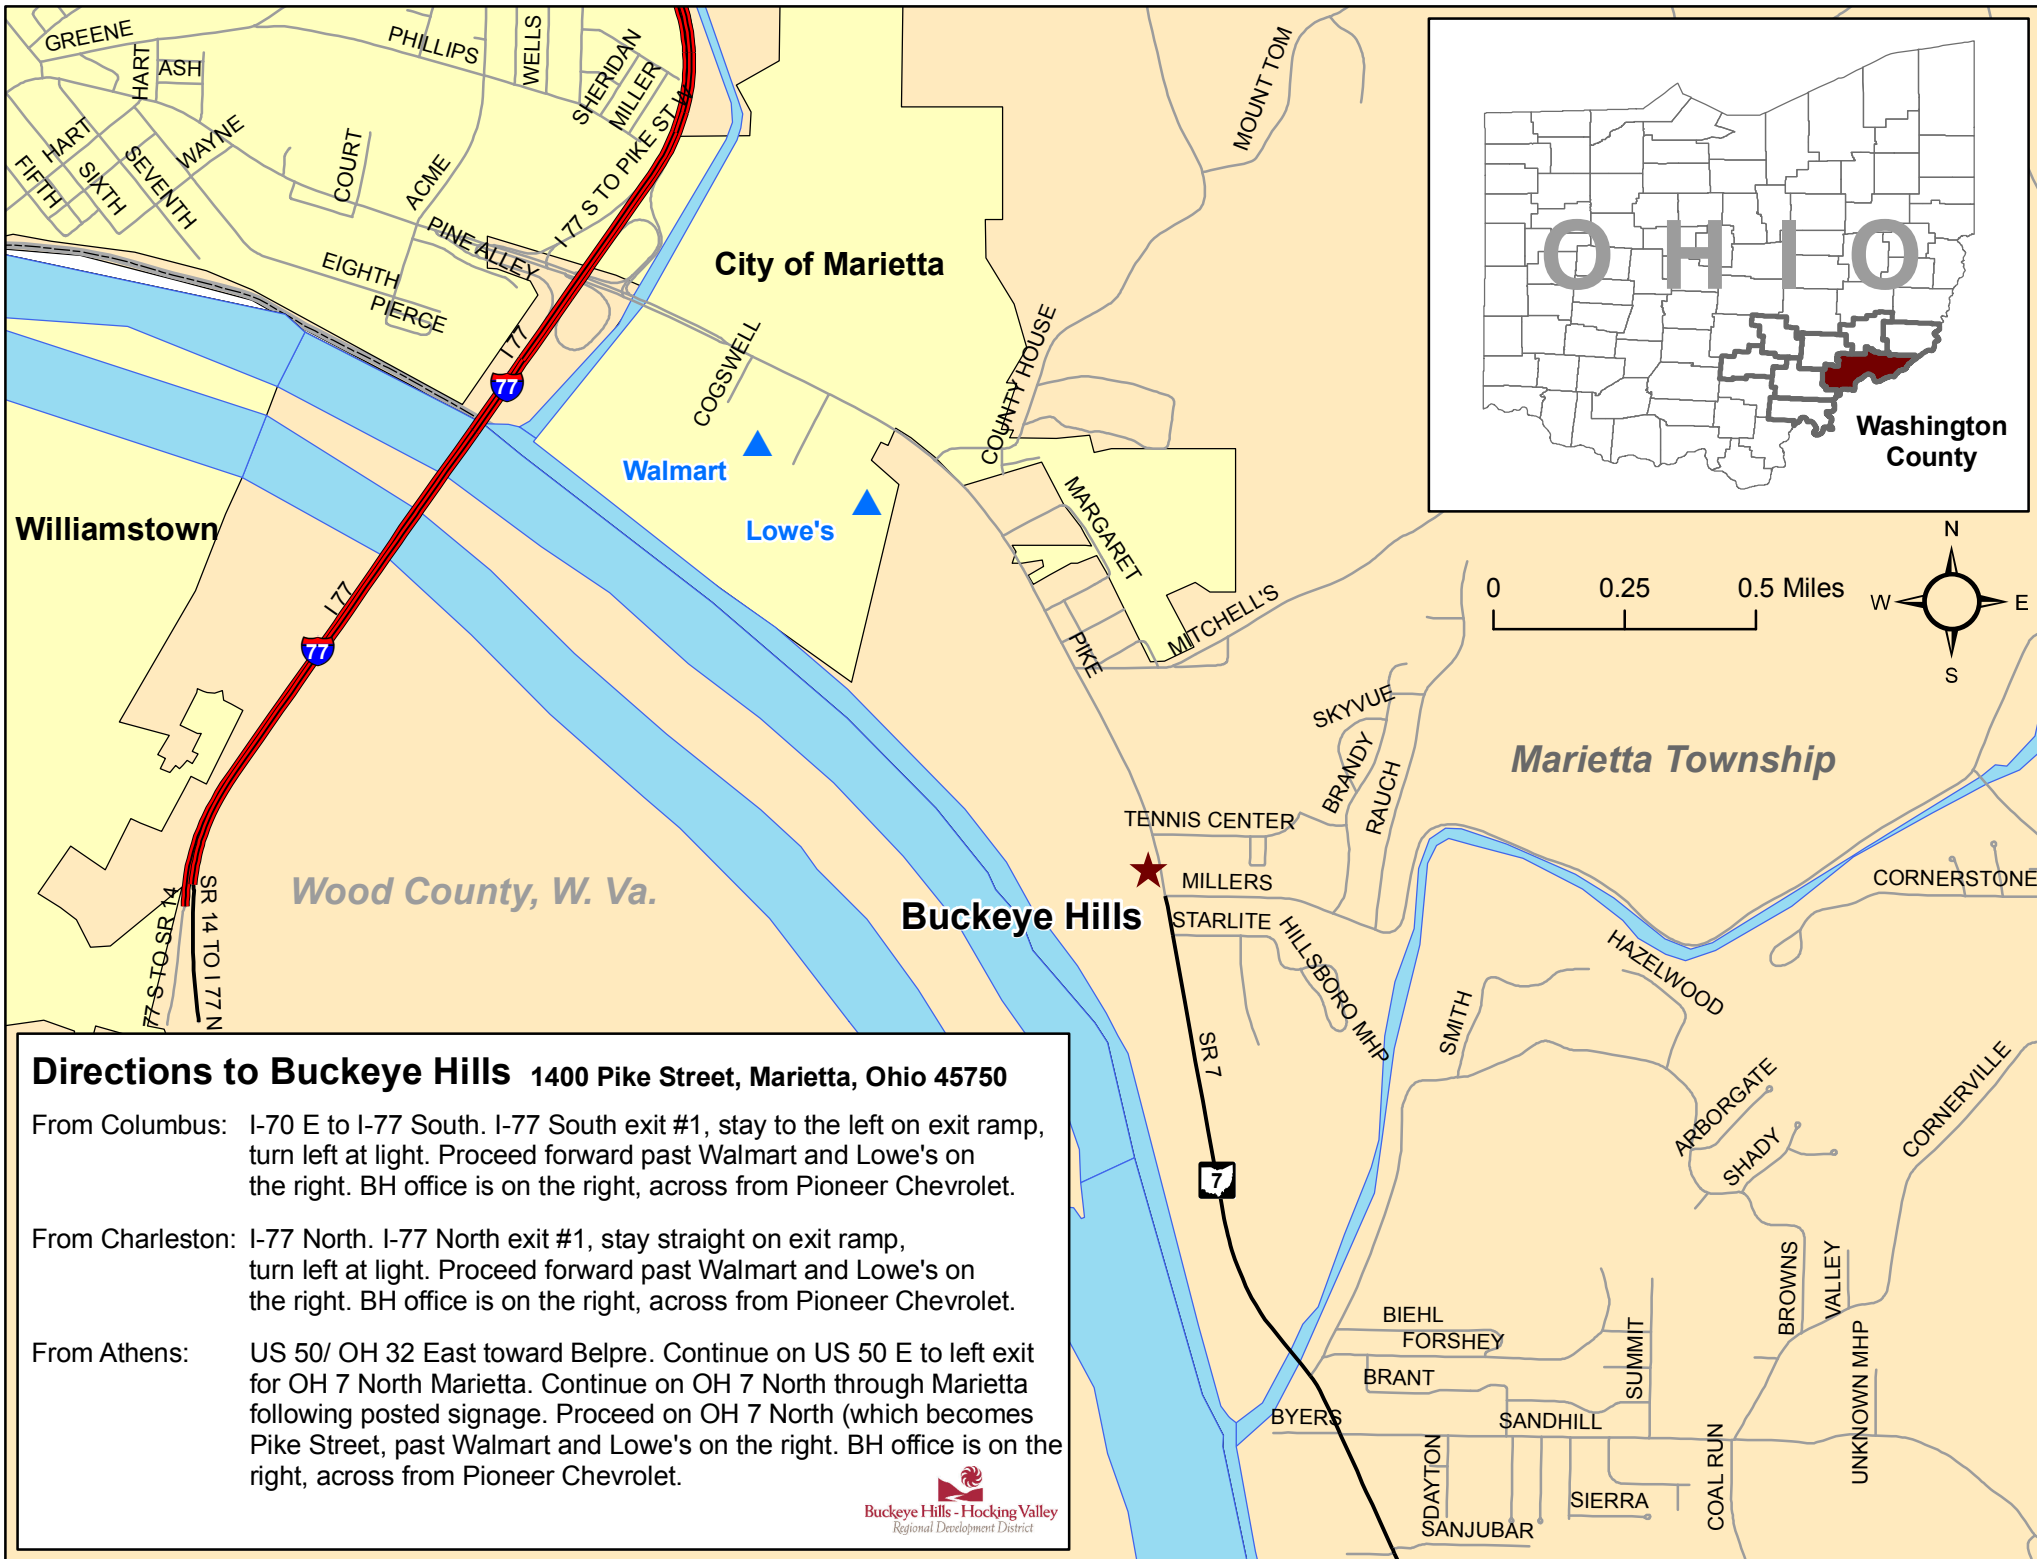 GREENE
HART
ASH
PHILLIPS
WELLS
SHERIDAN
MILLER
MOUNT TOM
HART
FIFTH
SIXTH
SEVENTH
WAYNE
COURT
ACME
I 77 S TO PIKE ST W
PINE ALLEY
EIGHTH
PIERCE
I 77
77
City of Marietta
COGSWELL
COUNTY HOUSE
Walmart
Lowe's
MARGARET
MITCHELL'S
PIKE
Williamstown
I 77
77
OHIO
Washington
County
0 0.25 0.5 Miles
N
W E
S
SKYVUE
BRANDY
RAUCH
Marietta Township
TENNIS CENTER
MILLERS
Buckeye Hills
STARLITE
HILLSBORO MHP
CORNERSTONE
HAZELWOOD
SMITH
Wood County, W. Va.
77 S TO SR 14
SR 14 TO I 77 N
SR 7
7
ARBORGATE
SHADY
CORNERVILLE
BROWNS
VALLEY
UNKNOWN MHP
BIEHL
FORSHEY
BRANT
SUMMIT
BYERS
SANDHILL
DAYTON
SIERRA
SANJUBAR
COAL RUN
Directions to Buckeye Hills 1400 Pike Street, Marietta, Ohio 45750
From Columbus: I-70 E to I-77 South. I-77 South exit #1, stay to the left on exit ramp,
turn left at light. Proceed forward past Walmart and Lowe's on
the right. BH office is on the right, across from Pioneer Chevrolet.
From Charleston: I-77 North. I-77 North exit #1, stay straight on exit ramp,
turn left at light. Proceed forward past Walmart and Lowe's on
the right. BH office is on the right, across from Pioneer Chevrolet.
From Athens: US 50/ OH 32 East toward Belpre. Continue on US 50 E to left exit
for OH 7 North Marietta. Continue on OH 7 North through Marietta
following posted signage. Proceed on OH 7 North (which becomes
Pike Street, past Walmart and Lowe's on the right. BH office is on the
right, across from Pioneer Chevrolet.
Buckeye Hills - Hocking Valley
Regional Development District